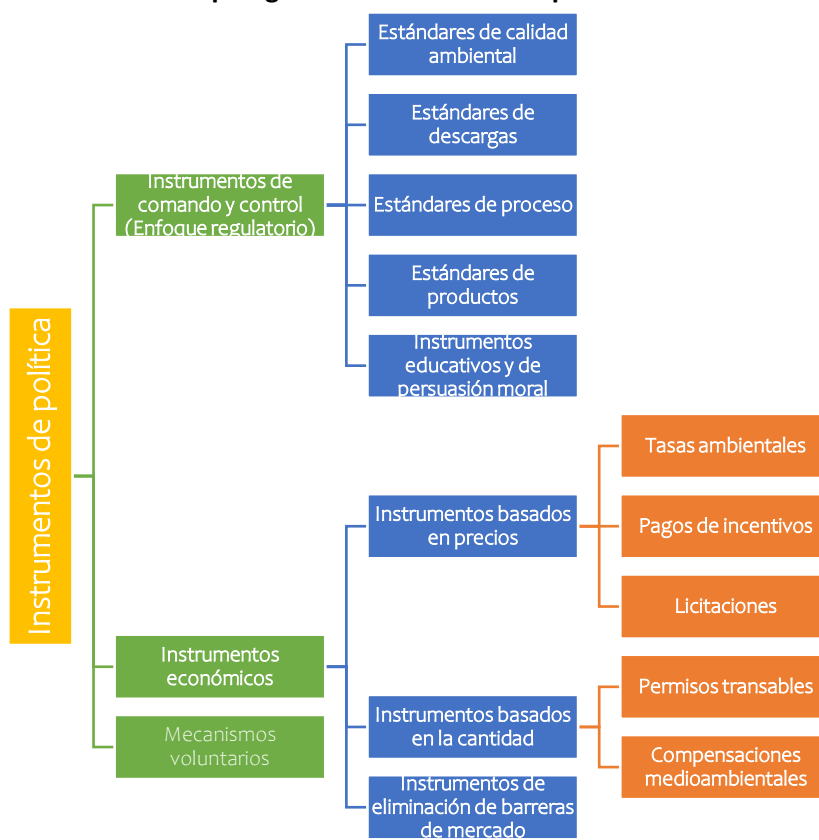 Instrumentos de política
Instrumentos de
comando y control
(Enfoque regulatorio)
Estándares de calidad
ambiental
Estándares de
descargas
Estándares de proceso
Estándares de
productos
Instrumentos
educativos y de
persuasión moral
Instrumentos
económicos
Instrumentos basados
en precios
Tasas ambientales
Pagos de incentivos
Licitaciones
Instrumentos basados
en la cantidad
Permisos transables
Compensaciones
medioambientales
Instrumentos de
eliminación de barreras
de mercado
Mecanismos
voluntarios